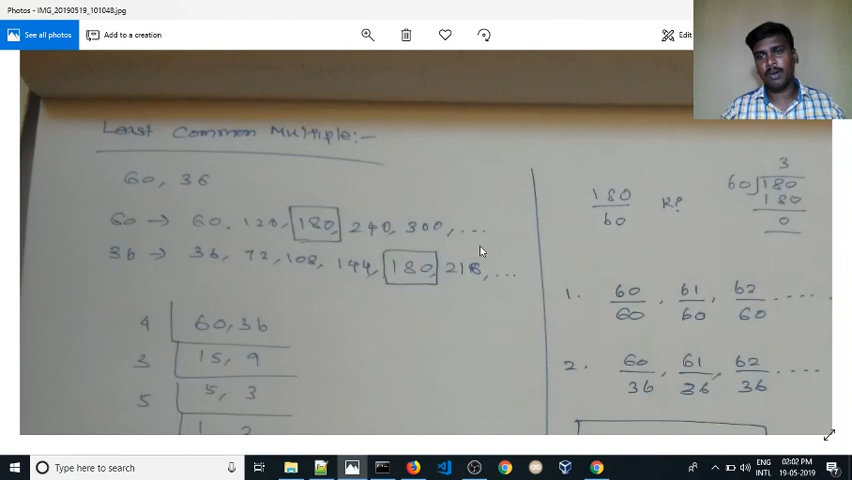 Photos - IMG_20190519_101048.jpg
See all photos
Add to a creation
Edit
Least Common Multiple:-
60, 36
60 → 60, 120, 180, 240, 300, ...
36 → 36, 72, 108, 144, 180, 216, ...
4 60, 36
3 15, 9
5 5, 3
1
180
60
R?
3
60 180
180
0
1. 60/60, 61/60, 62/60 ....
2. 60/36, 61/36, 62/36 ....
Type here to search
ENG
INTL
02:02 PM
19-05-2019
7